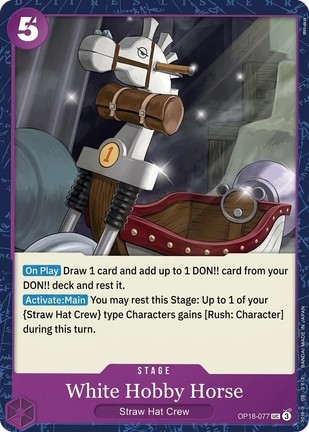 5
1
On Play Draw 1 card and add up to 1 DON!! card from your
DON!! deck and rest it.
Activate:Main You may rest this Stage: Up to 1 of your
{Straw Hat Crew} type Characters gains [Rush: Character]
during this turn.
STAGE
White Hobby Horse
Straw Hat Crew
OP18-077 UC 3
BANDAI MADE IN JAPAN